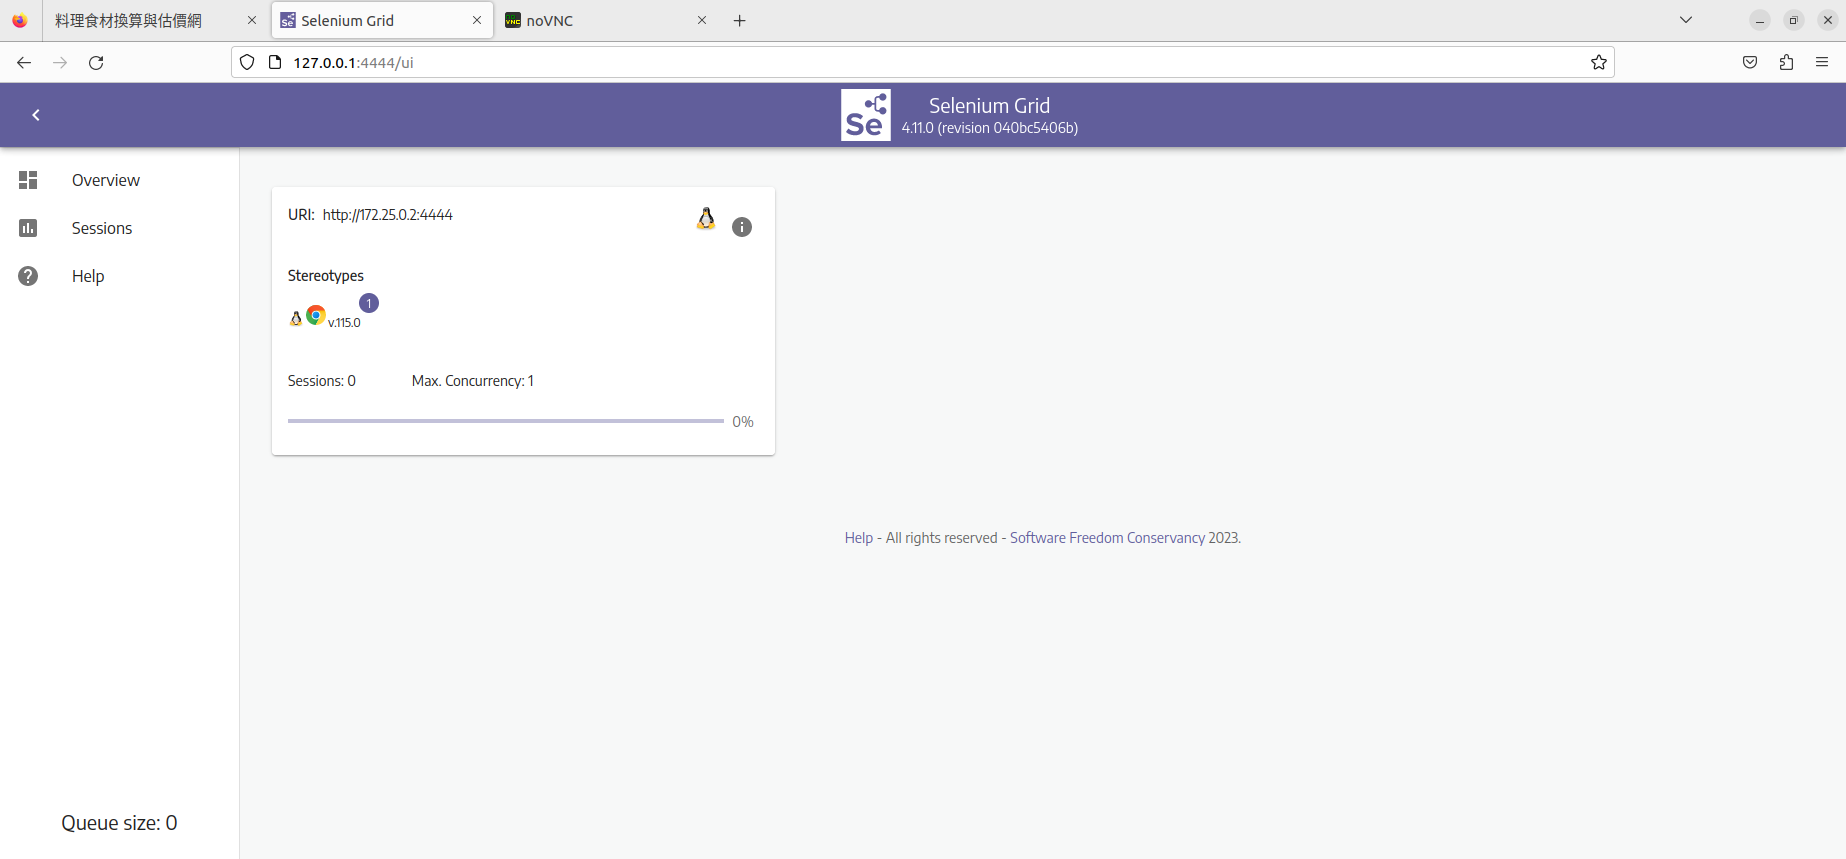 料理食材換算與估價網
Selenium Grid
noVNC
127.0.0.1:4444/ui
Se
Selenium Grid
4.11.0 (revision 040bc5406b)
Overview
Sessions
Help
URI: http://172.25.0.2:4444
Stereotypes
v.115.0
1
Sessions: 0 Max. Concurrency: 1
0%
Help - All rights reserved - Software Freedom Conservancy 2023.
Queue size: 0